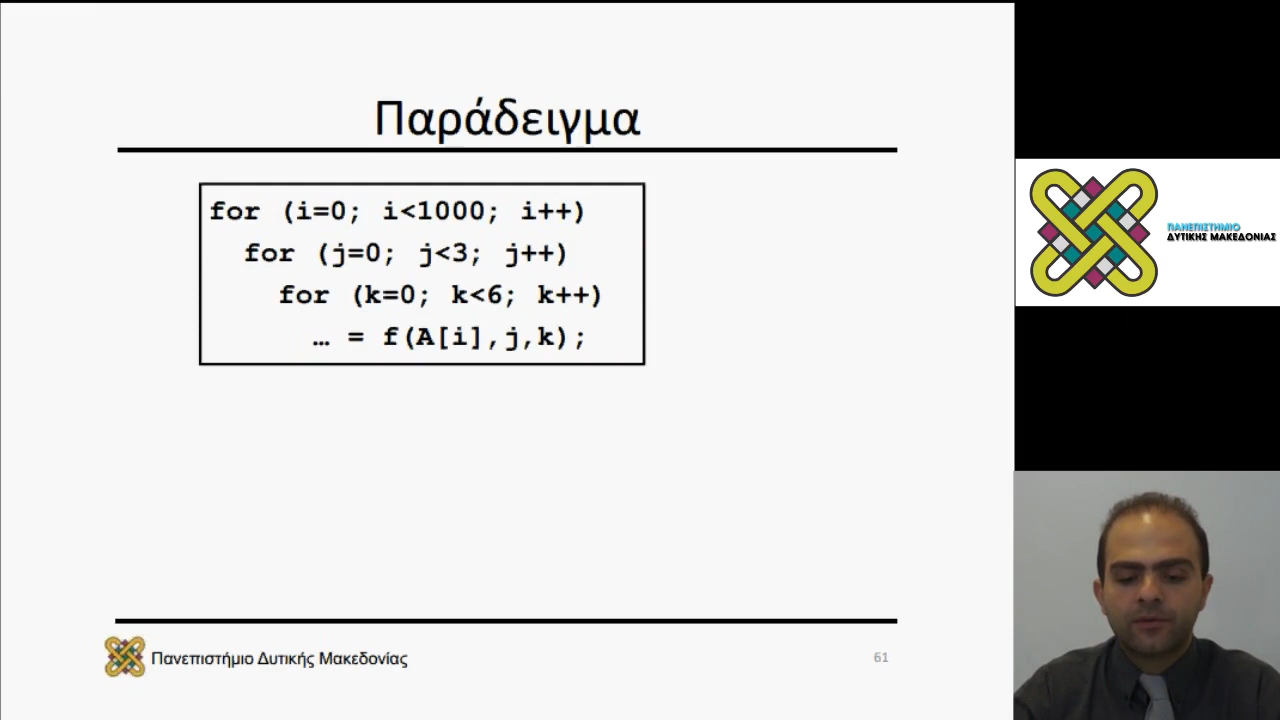 Παράδειγμα
for (i=0; i<1000; i++)
for (j=0; j<3; j++)
for (k=0; k<6; k++)
… = f(A[i],j,k);
Πανεπιστήμιο Δυτικής Μακεδονίας
61
ΠΑΝΕΠΙΣΤΗΜΙΟ
ΔΥΤΙΚΗΣ ΜΑΚΕΔΟΝΙΑΣ